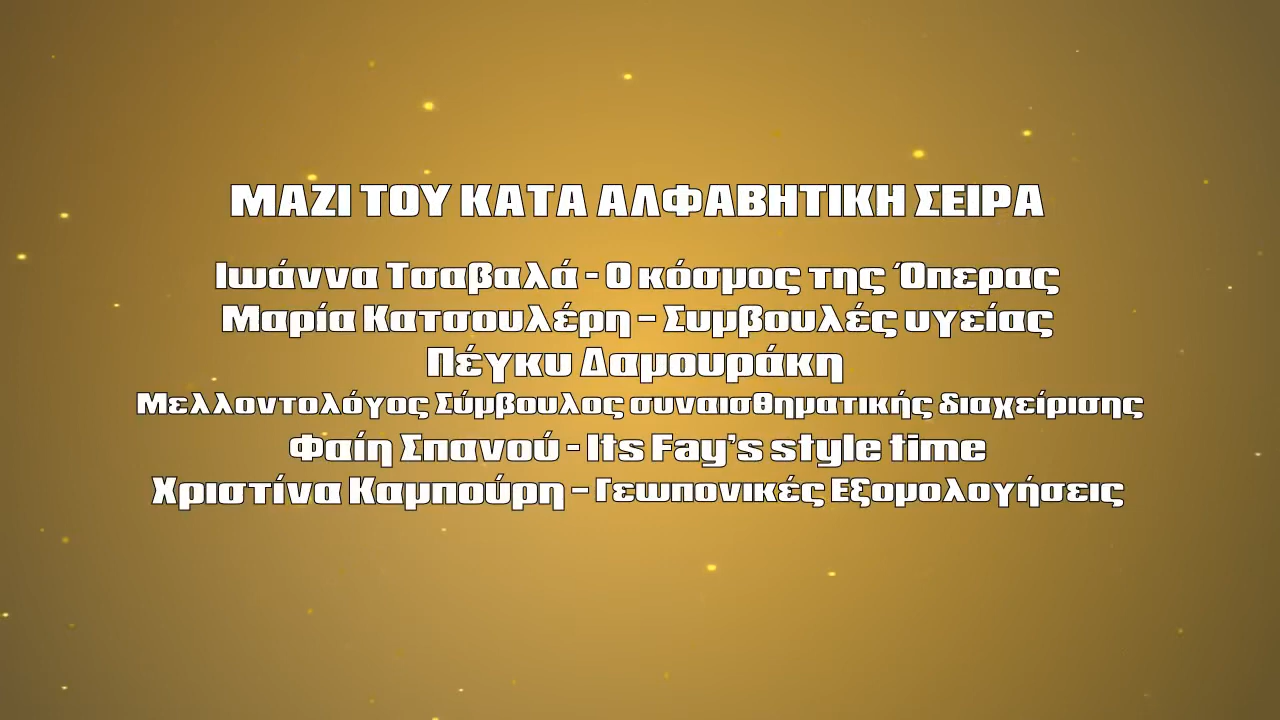 ΜΑΖΙ ΤΟΥ ΚΑΤΑ ΑΛΦΑΒΗΤΙΚΗ ΣΕΙΡΑ
Ιωάννα Τσαβαλά - Ο κόσμος της Όπερας
Μαρία Κατσουλέρη – Συμβουλές υγείας
Πέγκυ Δαμουράκη
Μελλοντολόγος Σύμβουλος συναισθηματικής διαχείρισης
Φαίη Σπανού - Its Fay's style time
Χριστίνα Καμπούρη – Γεωπονικές Εξομολογήσεις